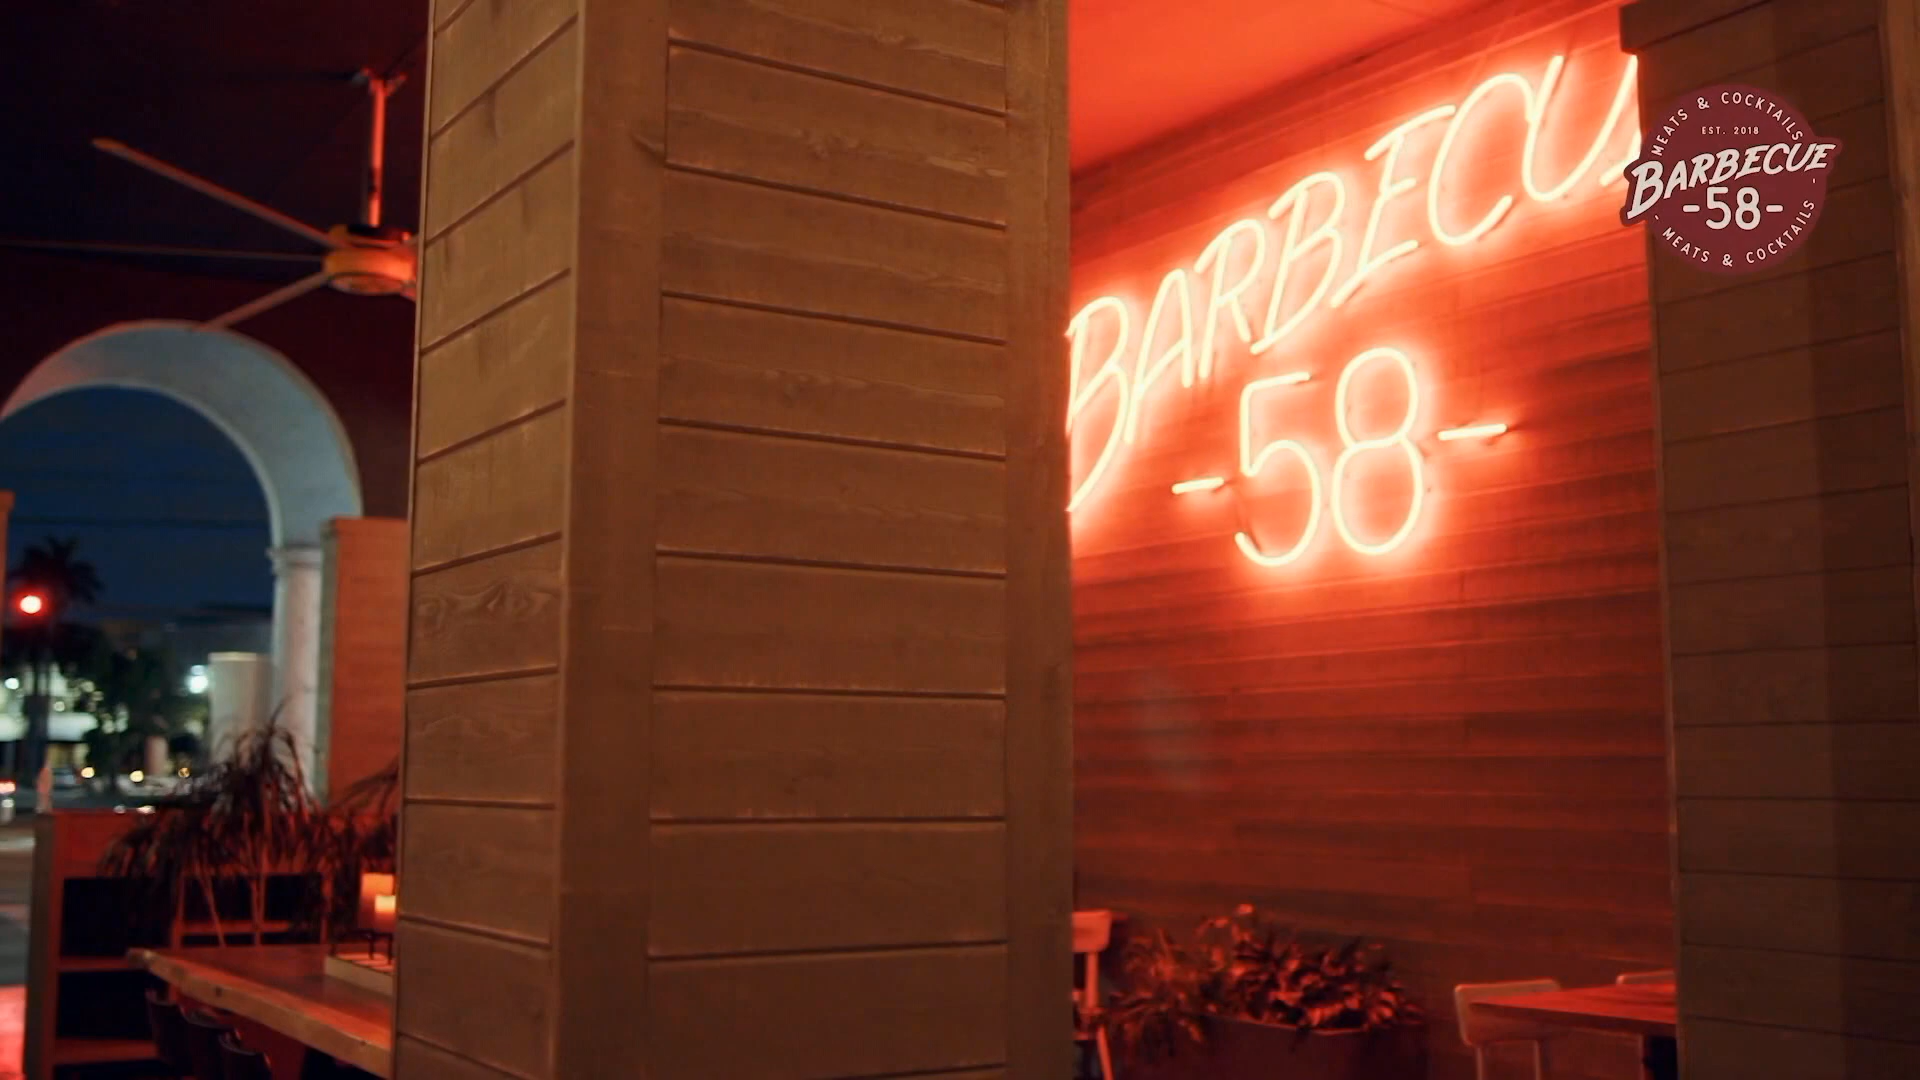 BARBECU
-58-
MEATS & COCKTAILS
EST. 2018
BARBECUE
-58-
MEATS & COCKTAILS